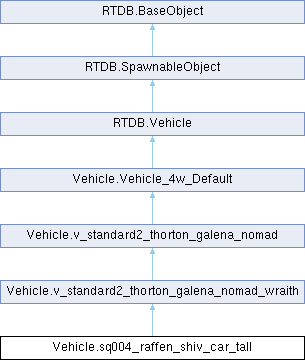 RTDB.BaseObject
RTDB.SpawnableObject
RTDB.Vehicle
Vehicle.Vehicle_4w_Default
Vehicle.v_standard2_thorton_galena_nomad
Vehicle.v_standard2_thorton_galena_nomad_wraith
Vehicle.sq004_raffen_shiv_car_tall